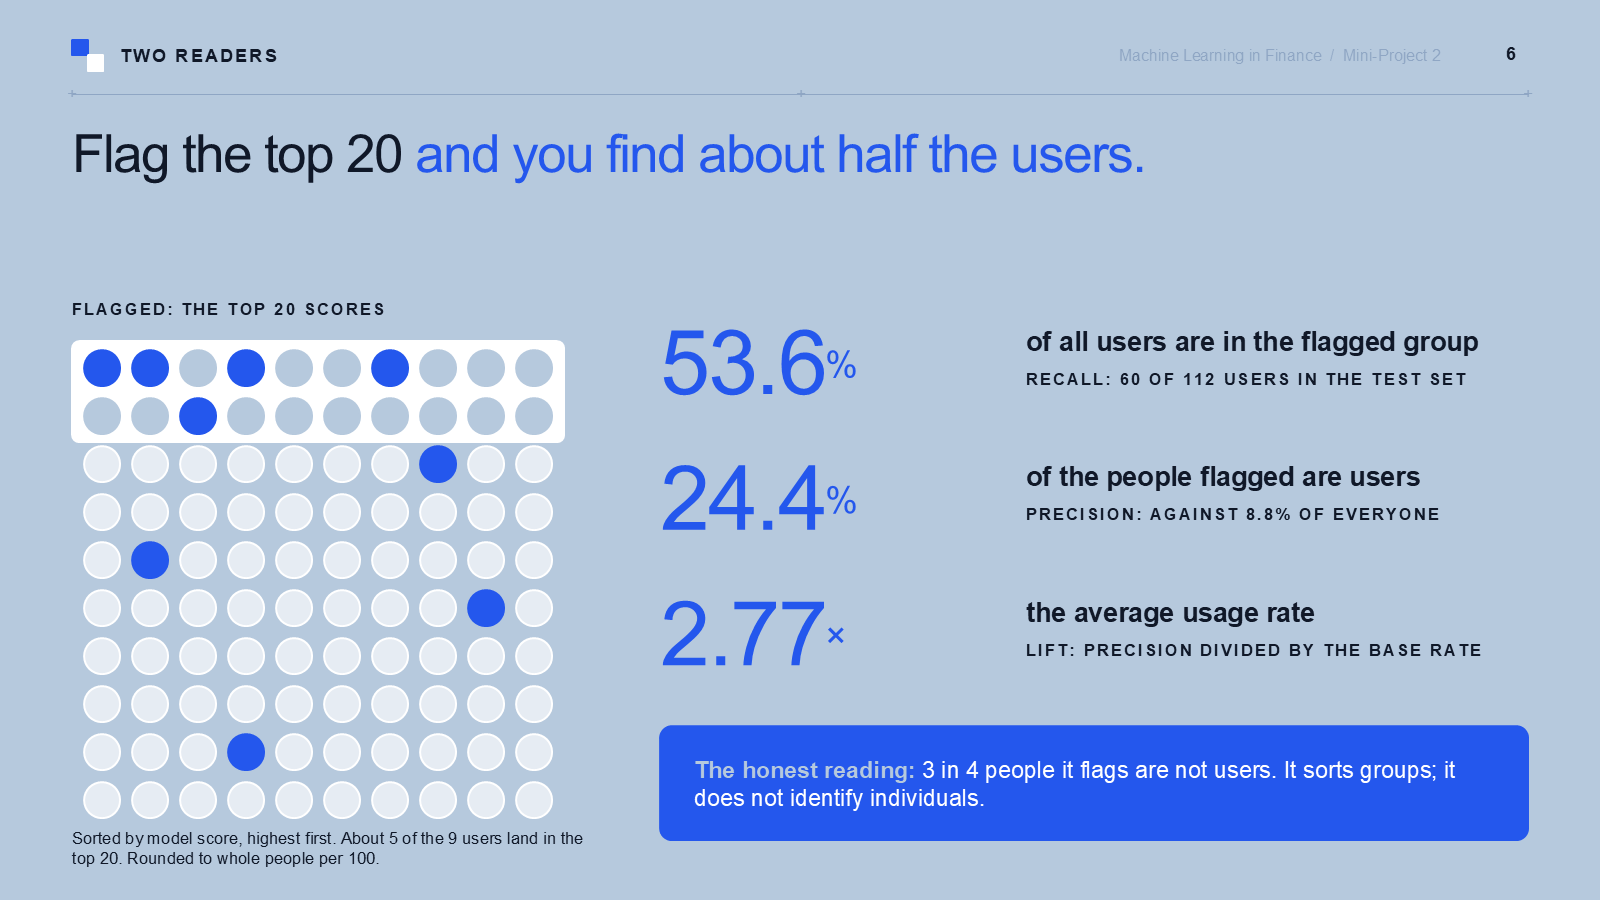 TWO READERS
Machine Learning in Finance / Mini-Project 2
6
Flag the top 20 and you find about half the users.
FLAGGED: THE TOP 20 SCORES
53.6%
of all users are in the flagged group
RECALL: 60 OF 112 USERS IN THE TEST SET
24.4%
of the people flagged are users
PRECISION: AGAINST 8.8% OF EVERYONE
2.77×
the average usage rate
LIFT: PRECISION DIVIDED BY THE BASE RATE
The honest reading: 3 in 4 people it flags are not users. It sorts groups; it
does not identify individuals.
Sorted by model score, highest first. About 5 of the 9 users land in the
top 20. Rounded to whole people per 100.